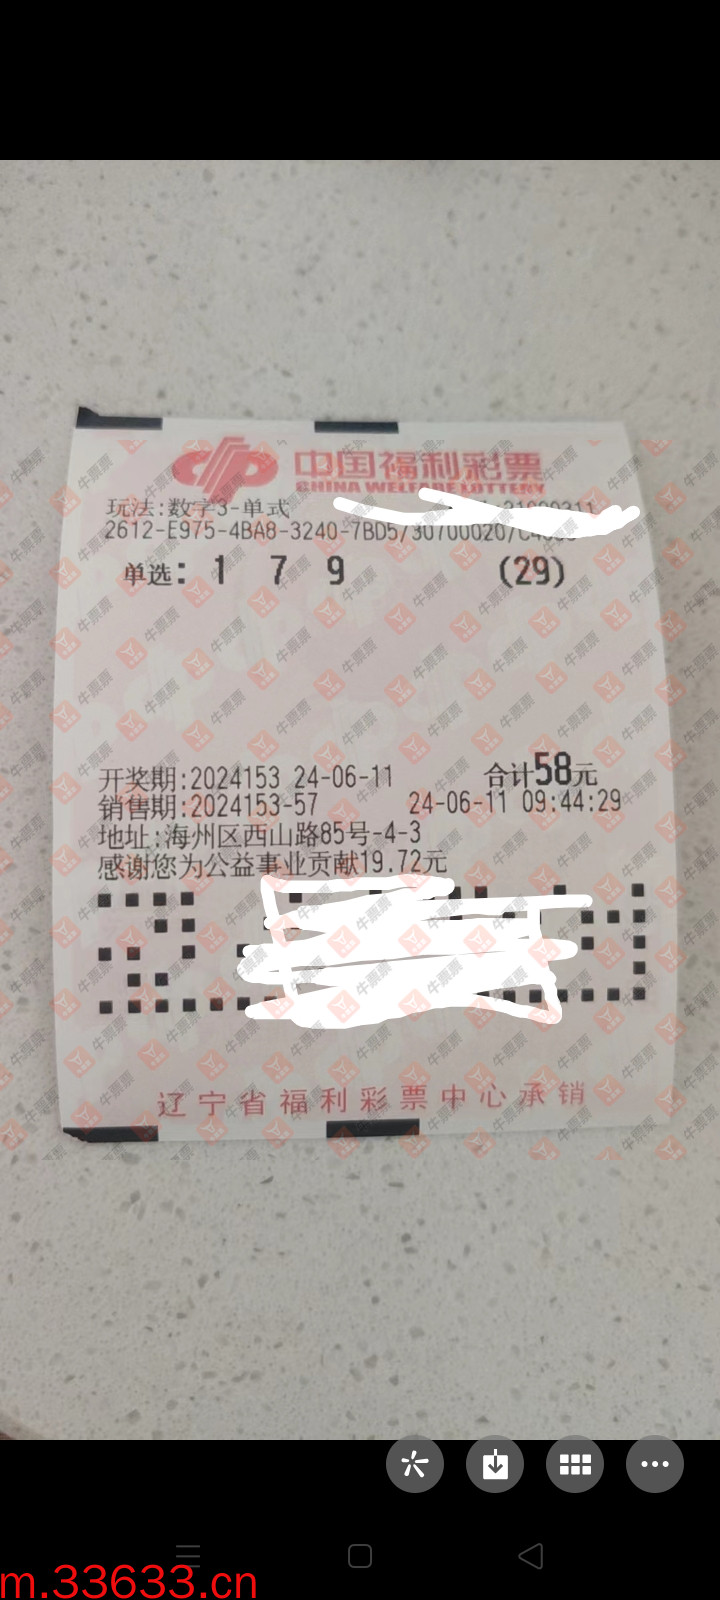 中国福利彩票
CHINA WELFARE LOTTERY
玩法:数字3-单式
2612-E975-4BA8-3240-7BD5/30700020/
单选: 1 7 9 (29)
开奖期:2024153 24-06-11 合计58元
销售期:2024153-57 24-06-11 09:44:29
地址:海州区西山路85号-4-3
感谢您为公益事业贡献19.72元
辽宁省福利彩票中心承销
牛票票
m.33633.cn